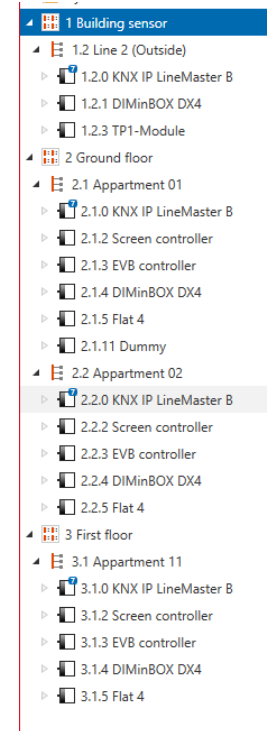 1 Building sensor
1.2 Line 2 (Outside)
7
1.2.0 KNX IP LineMaster B
1.2.1 DIMinBOX DX4
1.2.3 TP1-Module
2 Ground floor
2.1 Appartment 01
7
2.1.0 KNX IP LineMaster B
2.1.2 Screen controller
2.1.3 EVB controller
2.1.4 DIMinBOX DX4
2.1.5 Flat 4
2.1.11 Dummy
2.2 Appartment 02
7
2.2.0 KNX IP LineMaster B
2.2.2 Screen controller
2.2.3 EVB controller
2.2.4 DIMinBOX DX4
2.2.5 Flat 4
3 First floor
3.1 Appartment 11
7
3.1.0 KNX IP LineMaster B
3.1.2 Screen controller
3.1.3 EVB controller
3.1.4 DIMinBOX DX4
3.1.5 Flat 4